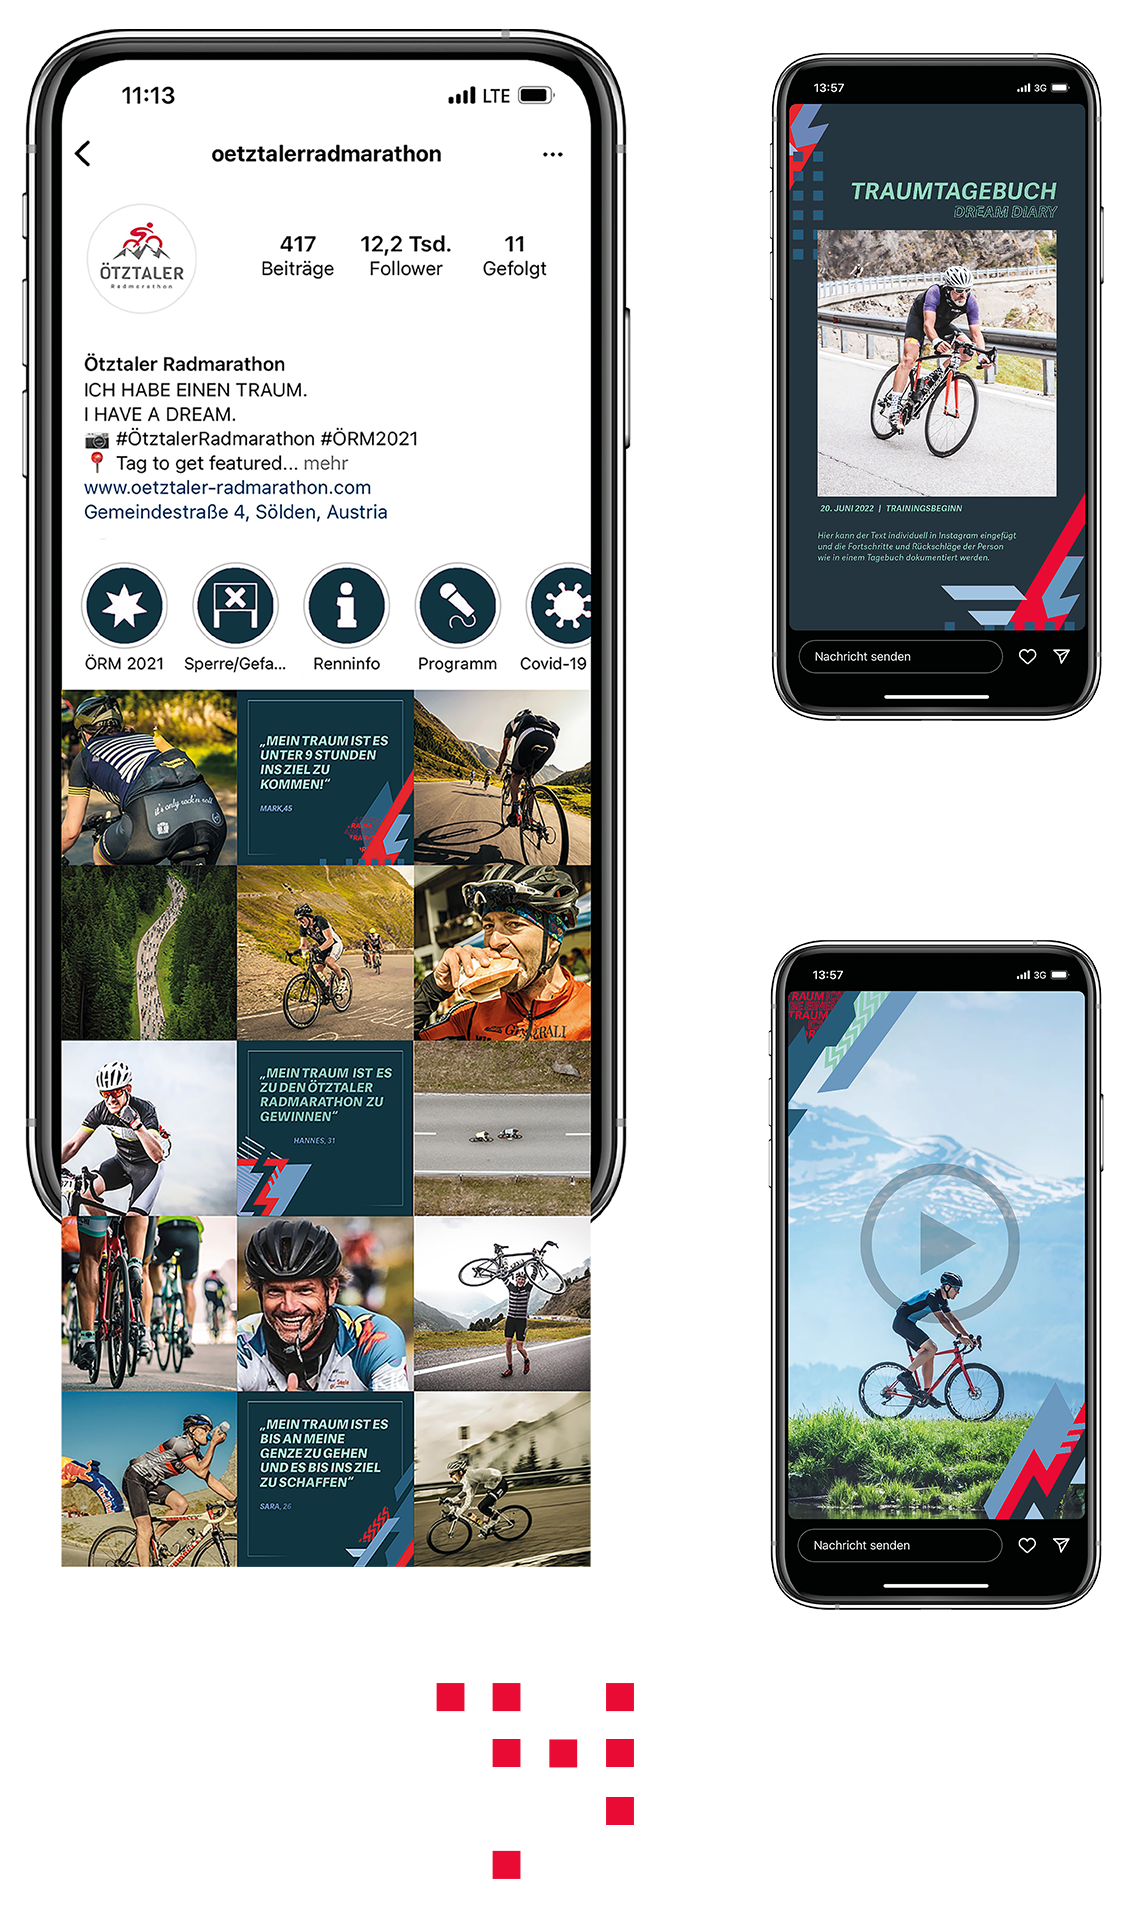 11:13
LTE
oetztalerradmarathon
ÖTZTALER
Radmarathon
417
Beiträge
12,2 Tsd.
Follower
11
Gefolgt
Ötztaler Radmarathon
ICH HABE EINEN TRAUM.
I HAVE A DREAM.
#ÖtztalerRadmarathon #ÖRM2021
Tag to get featured... mehr
www.oetztaler-radmarathon.com
Gemeindestraße 4, Sölden, Austria
ÖRM 2021
Sperre/Gefa...
Renninfo
Programm
Covid-19
it's only rock'n roll
„MEIN TRAUM IST ES
UNTER 9 STUNDEN
INS ZIEL ZU
KOMMEN!“
MARK,45
„MEIN TRAUM IST ES
ZU DEN ÖTZTALER
RADMARATHON ZU
GEWINNEN“
HANNES, 31
„MEIN TRAUM IST ES
BIS AN MEINE
GENZE ZU GEHEN
UND ES BIS INS ZIEL
ZU SCHAFFEN“
SARA, 26
13:57
3G
TRAUMTAGEBUCH
DREAM DIARY
20. JUNI 2022 | TRAININGSBEGINN
Hier kann der Text individuell in Instagram eingefügt
und die Fortschritte und Rückschläge der Person
wie in einem Tagebuch dokumentiert werden.
Nachricht senden
13:57
3G
RAUM
TRAUM
Nachricht senden